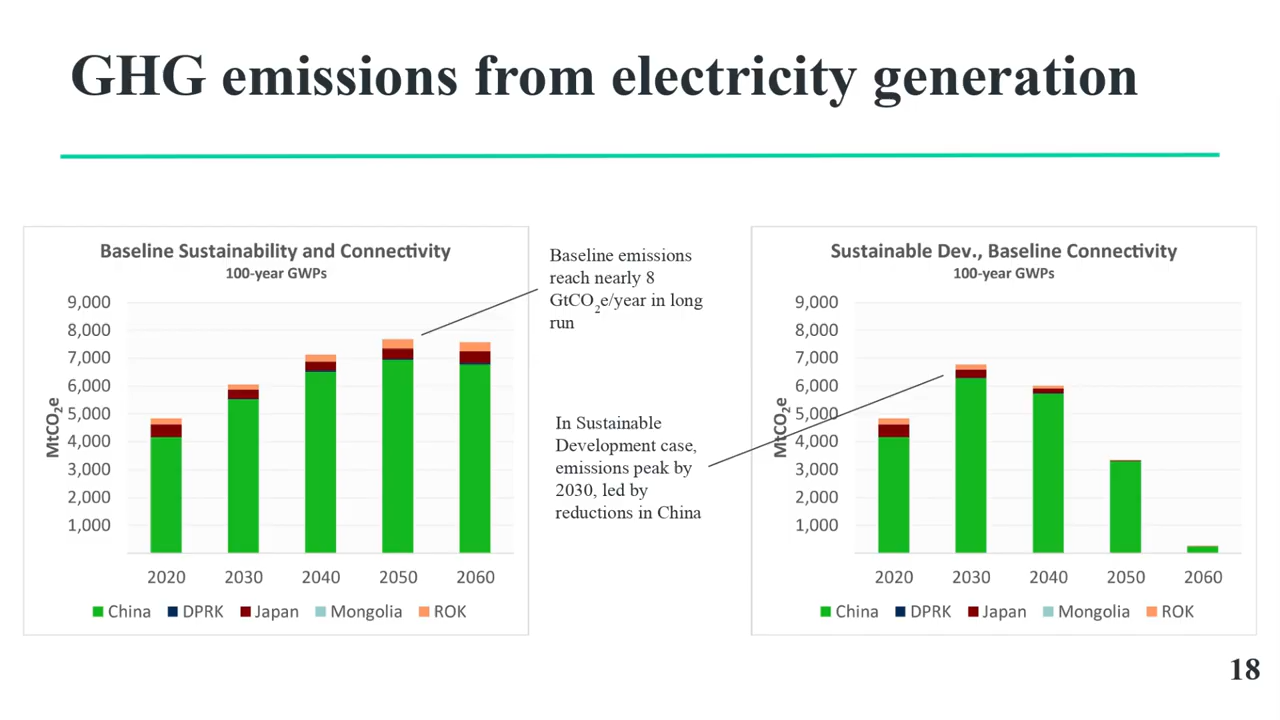 GHG emissions from electricity generation
Baseline Sustainability and Connectivity
100-year GWPs
9,000
8,000
7,000
6,000
5,000
4,000
3,000
2,000
1,000
MtCO2e
2020 2030 2040 2050 2060
China DPRK Japan Mongolia ROK
Baseline emissions
reach nearly 8
GtCO2e/year in long
run
In Sustainable
Development case,
emissions peak by
2030, led by
reductions in China
Sustainable Dev., Baseline Connectivity
100-year GWPs
9,000
8,000
7,000
6,000
5,000
4,000
3,000
2,000
1,000
MtCO2e
2020 2030 2040 2050 2060
China DPRK Japan Mongolia ROK
18